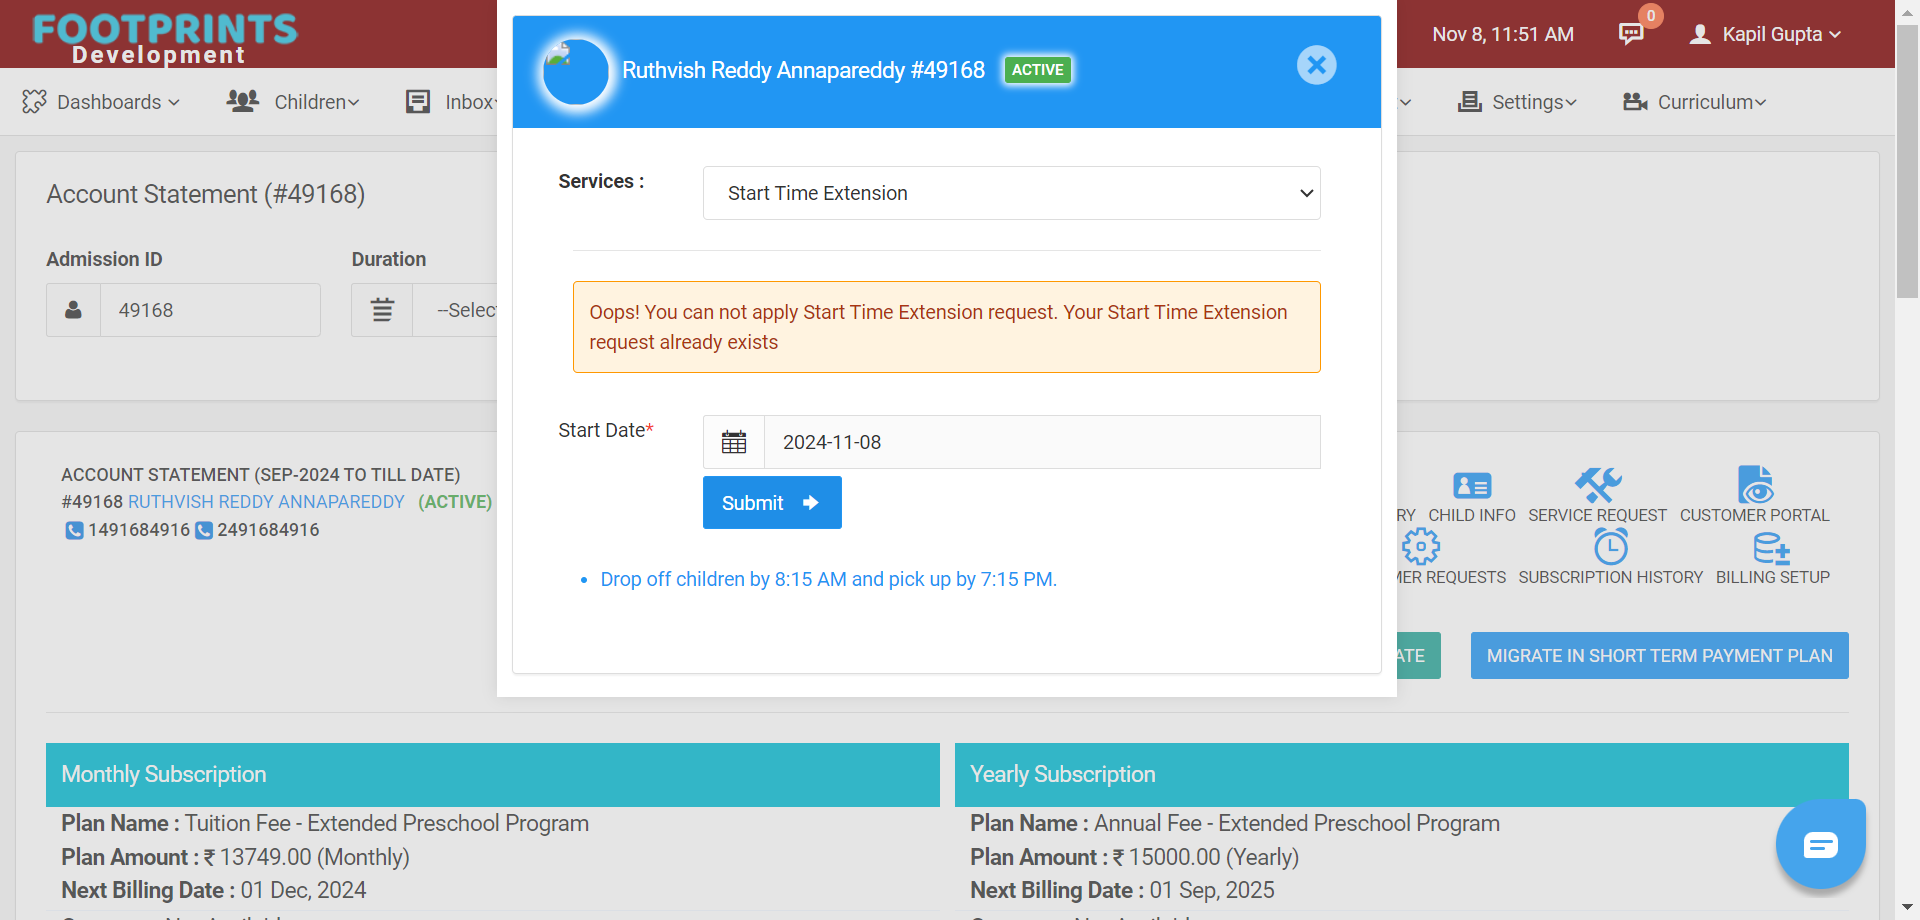 FOOTPRINTS
Development
Nov 8, 11:51 AM
0
Kapil Gupta
Dashboards
Children
Inbox
Settings
Curriculum
Ruthvish Reddy Annapareddy #49168
ACTIVE
Services :
Start Time Extension
Oops! You can not apply Start Time Extension request. Your Start Time Extension
request already exists
Start Date*
2024-11-08
Submit
Drop off children by 8:15 AM and pick up by 7:15 PM.
Account Statement (#49168)
Admission ID
Duration
49168
--Selec
ACCOUNT STATEMENT (SEP-2024 TO TILL DATE)
#49168 RUTHVISH REDDY ANNAPAREDDY (ACTIVE)
1491684916 2491684916
RY CHILD INFO SERVICE REQUEST CUSTOMER PORTAL
MER REQUESTS SUBSCRIPTION HISTORY BILLING SETUP
ATE
MIGRATE IN SHORT TERM PAYMENT PLAN
Monthly Subscription
Plan Name : Tuition Fee - Extended Preschool Program
Plan Amount : ₹ 13749.00 (Monthly)
Next Billing Date : 01 Dec, 2024
Yearly Subscription
Plan Name : Annual Fee - Extended Preschool Program
Plan Amount : ₹ 15000.00 (Yearly)
Next Billing Date : 01 Sep, 2025